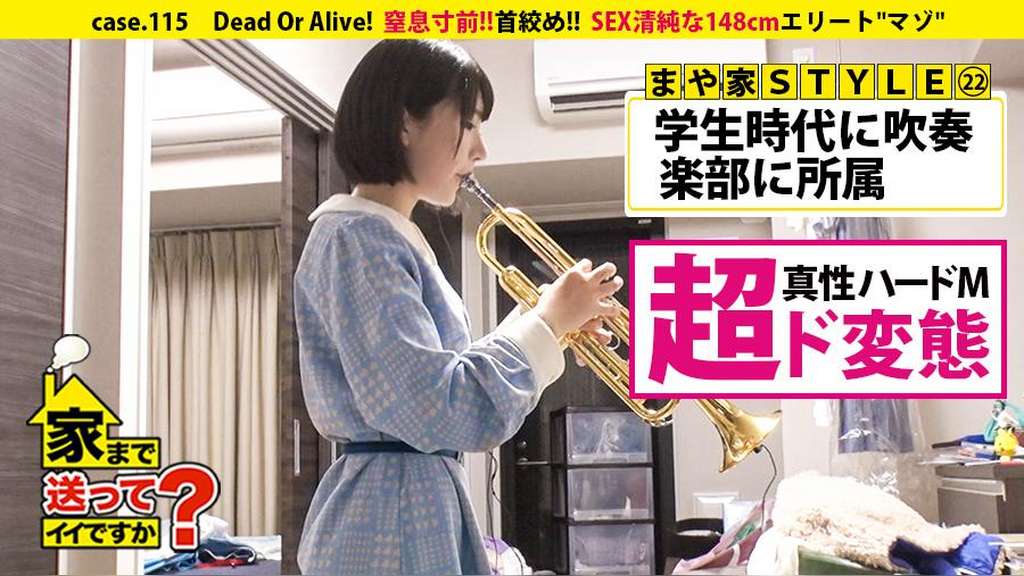 case.115 Dead Or Alive! 窒息寸前!!首絞め!! SEX清純な148cmエリート"マゾ"
まや家STYLE㉒
学生時代に吹奏
楽部に所属
超真性ハードM
ド変態
家まで
送って
イイですか?